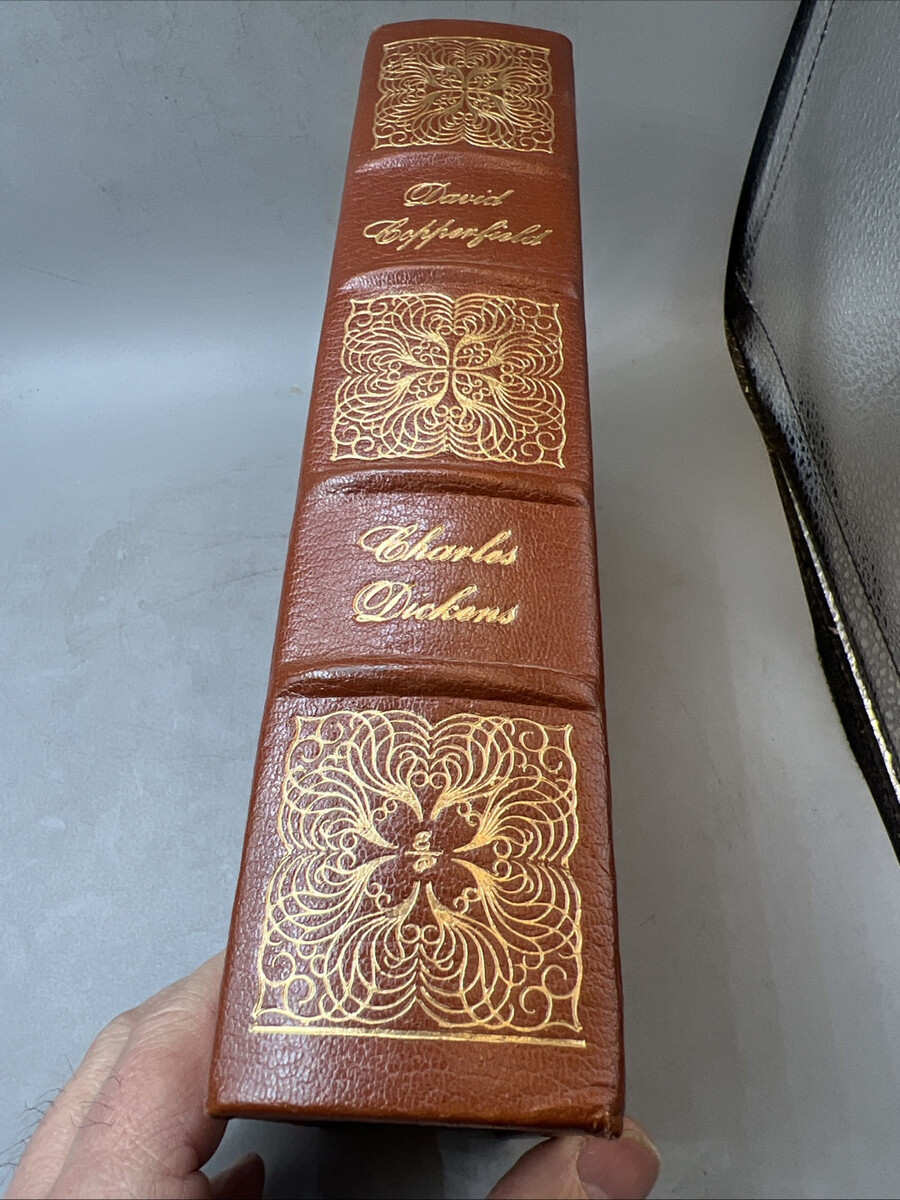 David
Copperfield
Charles
Dickens